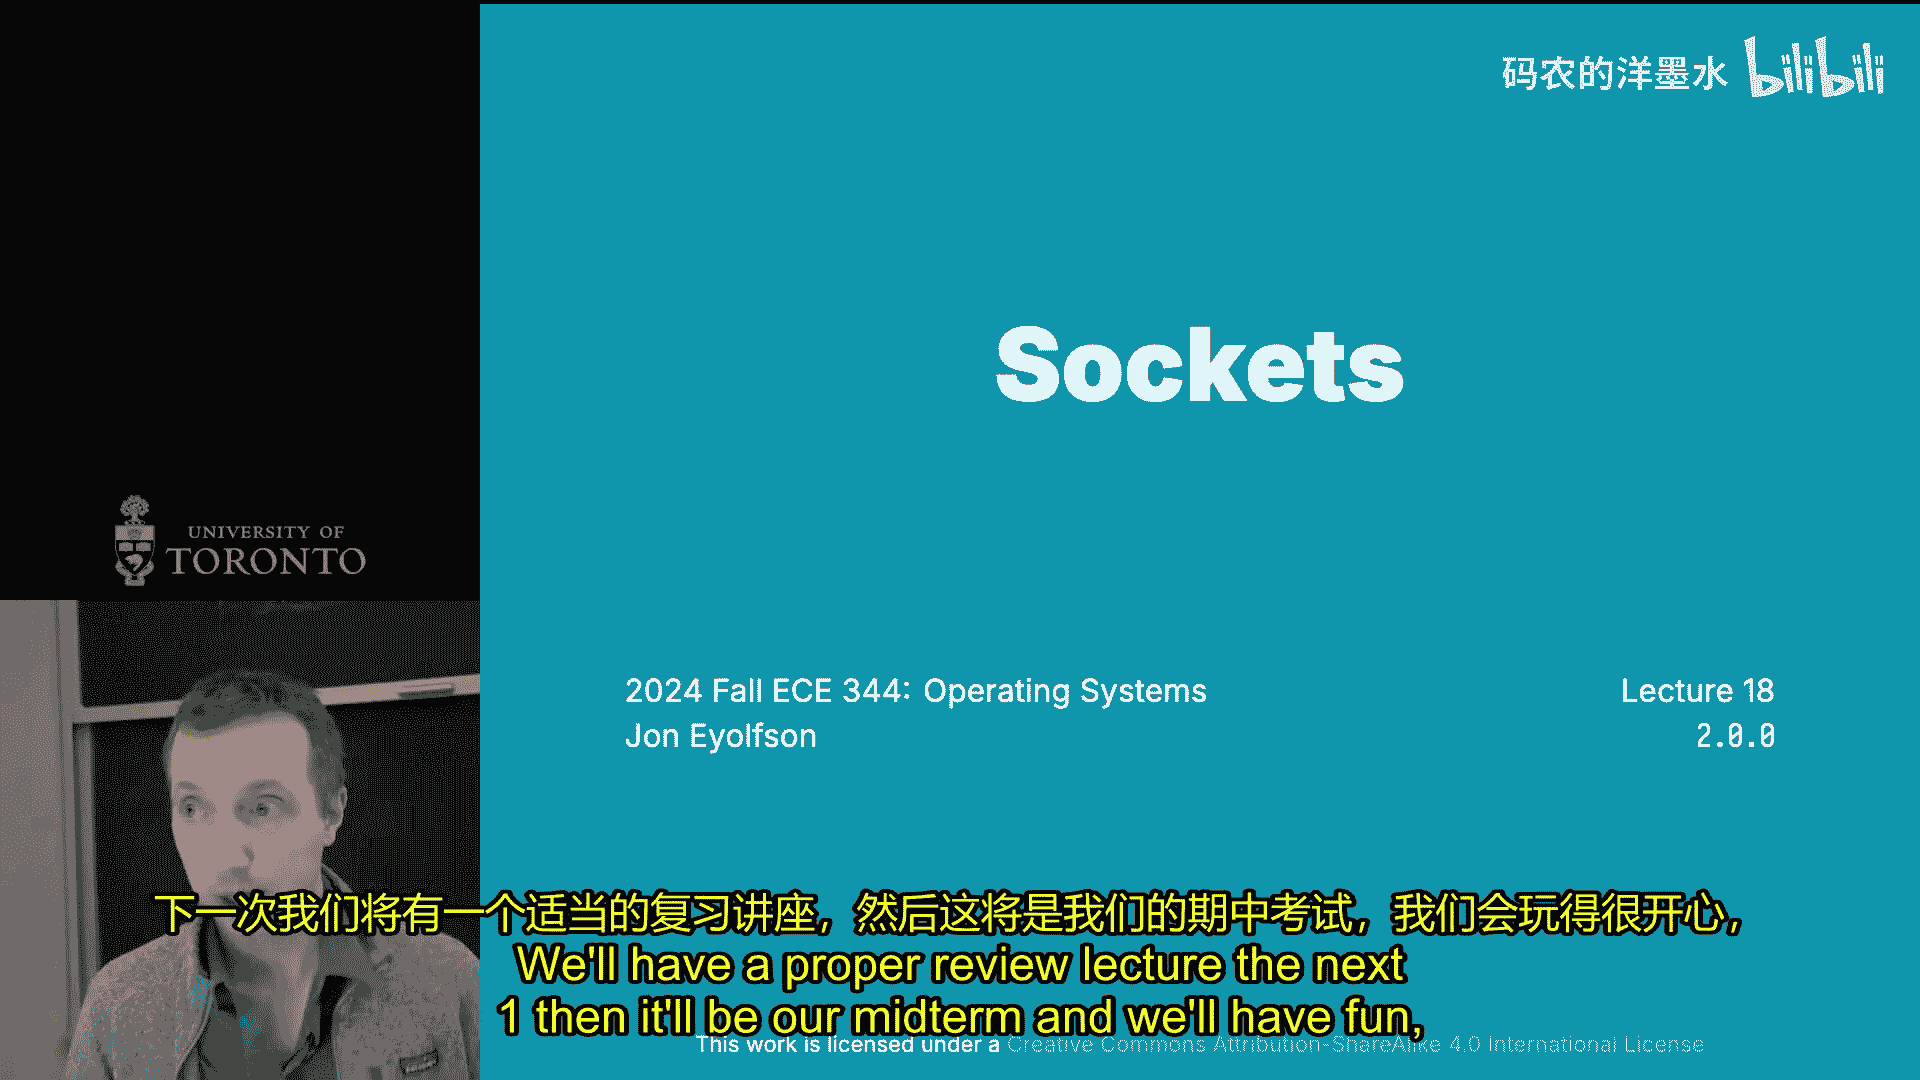 码农的洋墨水 bilibili
Sockets
UNIVERSITY OF
TORONTO
2024 Fall ECE 344: Operating Systems
Lecture 18
Jon Eyolfson
2.0.0
下一次我们将有一个适当的复习讲座，然后这将是我们的期中考试，我们会玩得很开心，
We'll have a proper review lecture the next
1 then it'll be our midterm and we'll have fun,
This work is licensed under a Creative Commons Attribution-ShareAlike 4.0 International License